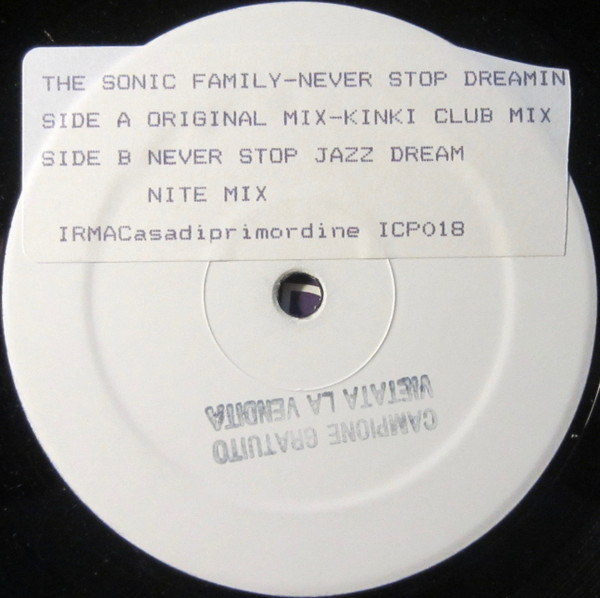 THE SONIC FAMILY-NEVER STOP DREAMIN
SIDE A ORIGINAL MIX-KINKI CLUB MIX
SIDE B NEVER STOP JAZZ DREAM
NITE MIX
IRMACasadiprimordine ICP018
CAMPIONE GRATUITO
VIETATA LA VENDITA